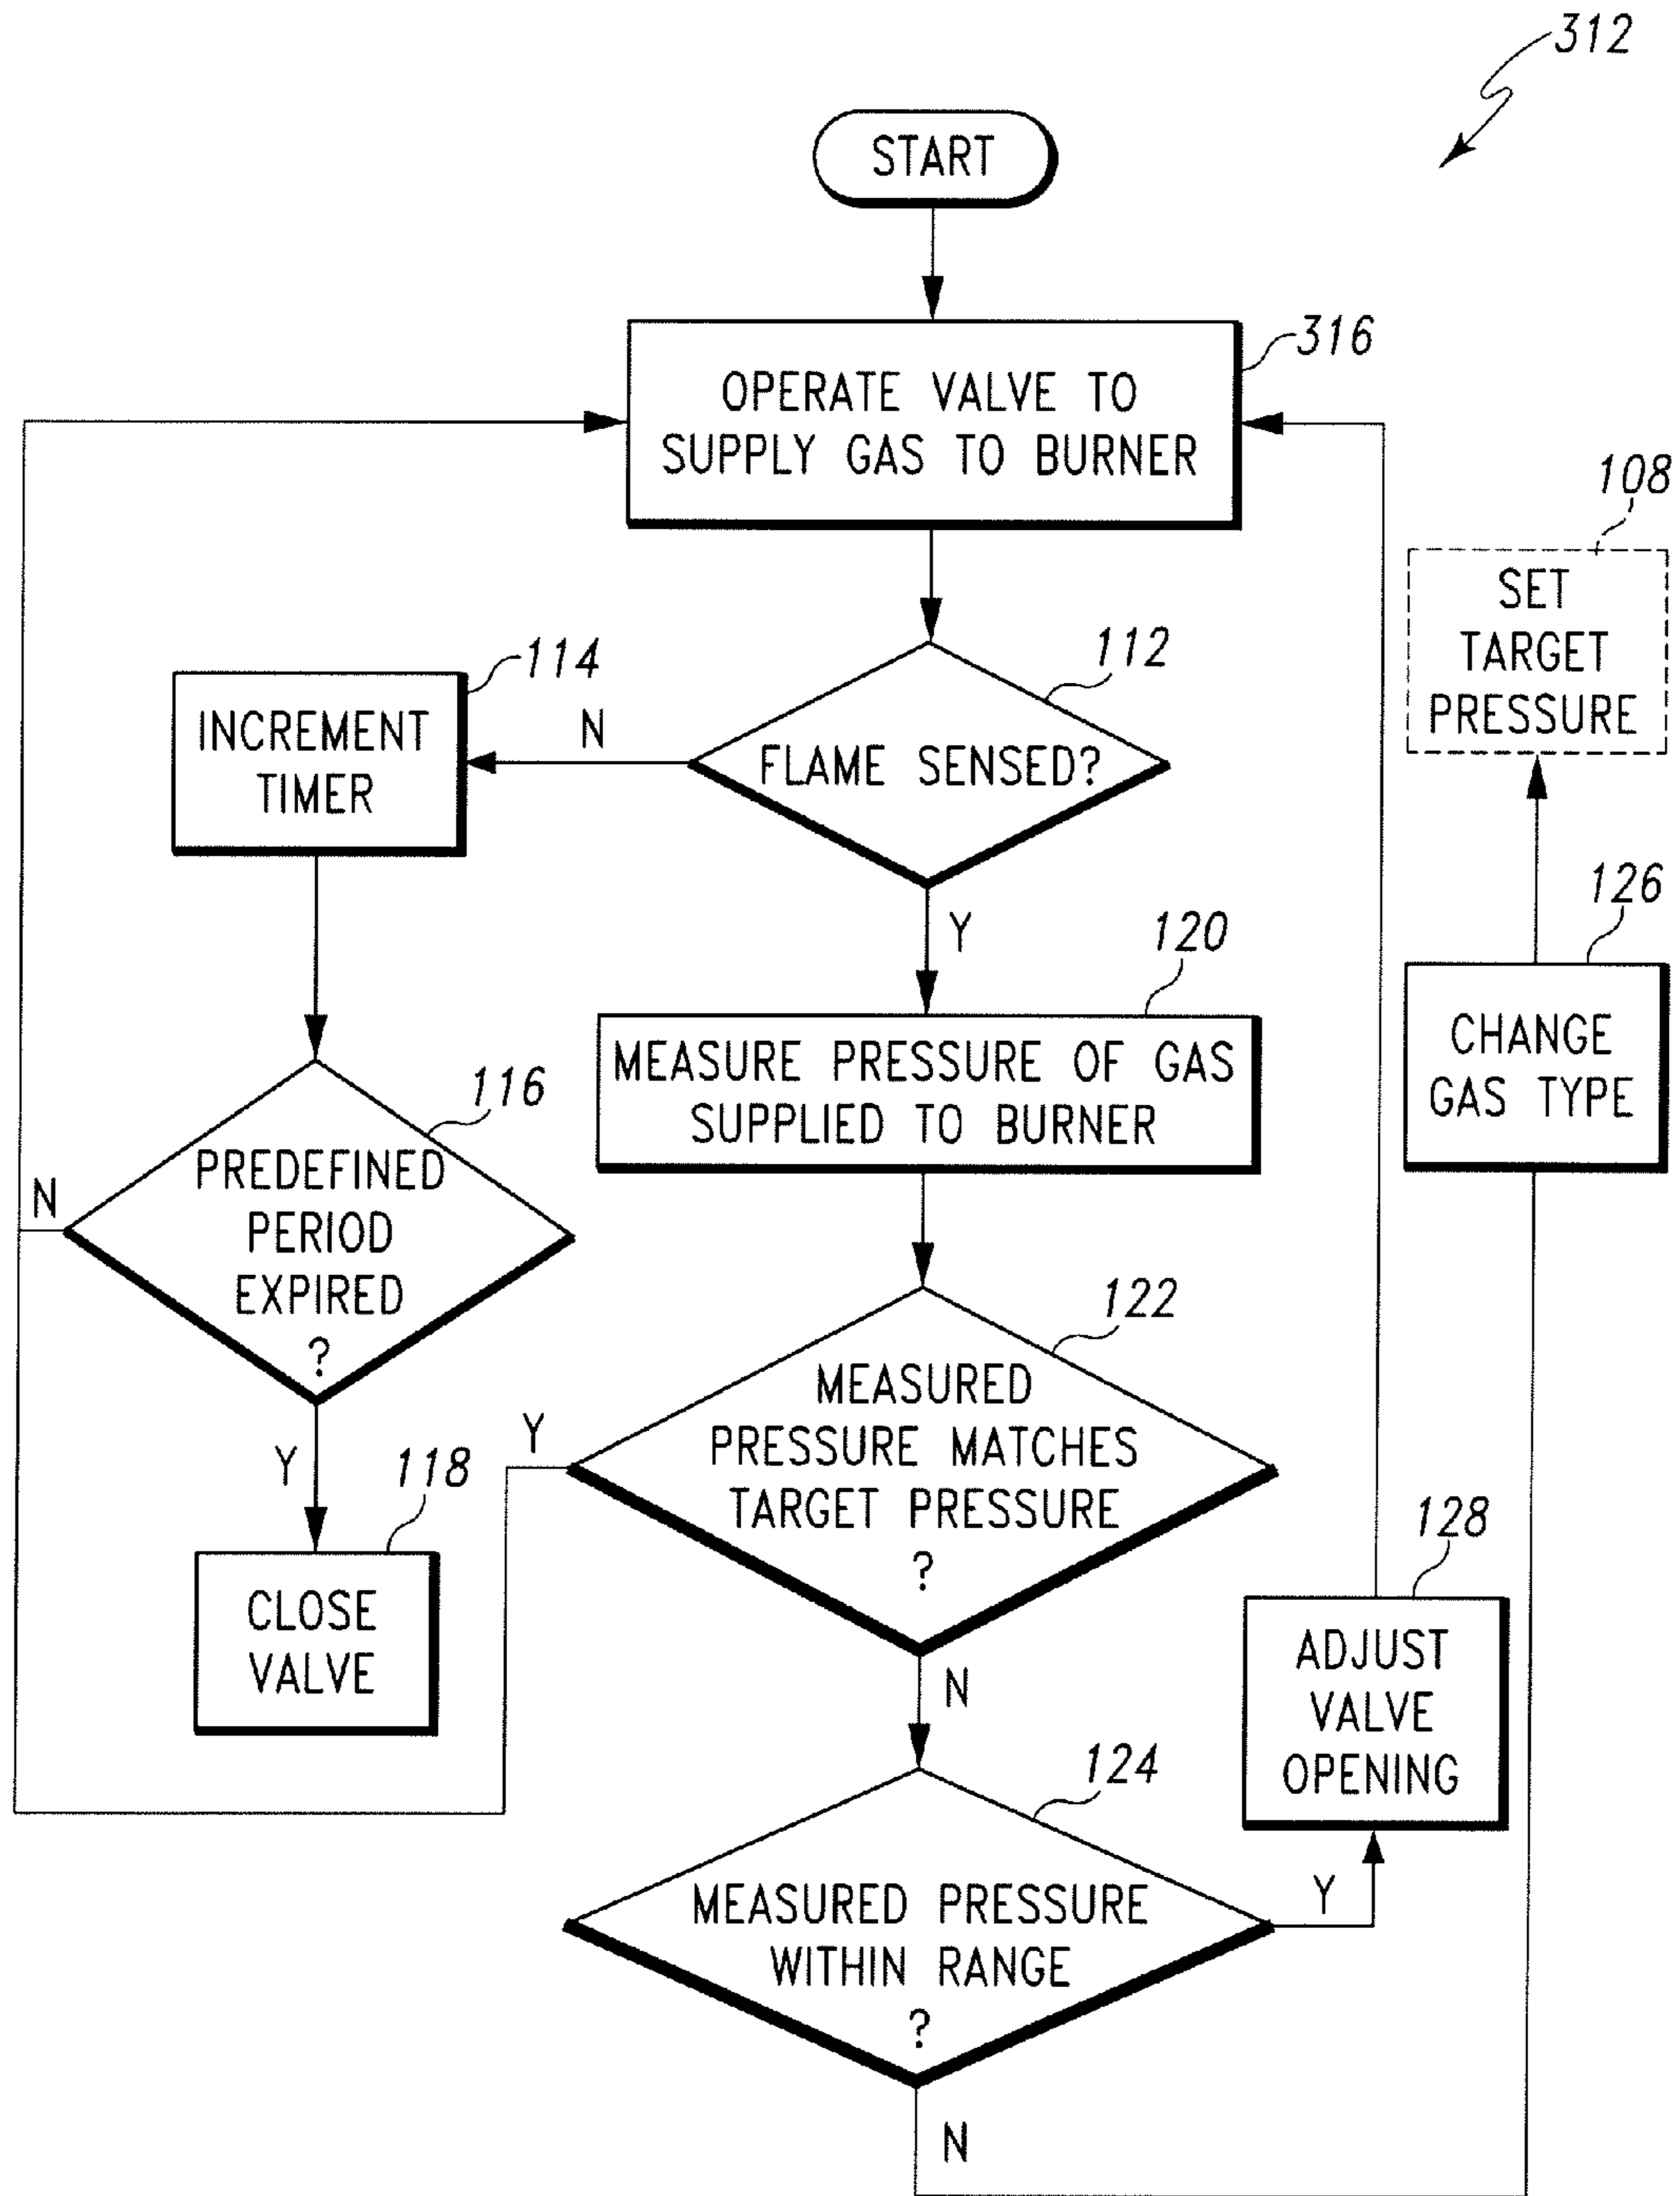 312
START
316
OPERATE VALVE TO
SUPPLY GAS TO BURNER
108
SET
TARGET
PRESSURE
114
INCREMENT
TIMER
N
112
FLAME SENSED?
Y
126
CHANGE
GAS TYPE
120
MEASURE PRESSURE OF GAS
SUPPLIED TO BURNER
116
N
PREDEFINED
PERIOD
EXPIRED
?
Y
118
CLOSE
VALVE
122
Y
MEASURED
PRESSURE MATCHES
TARGET PRESSURE
?
N
128
ADJUST
VALVE
OPENING
124
MEASURED PRESSURE
WITHIN RANGE
?
Y
N